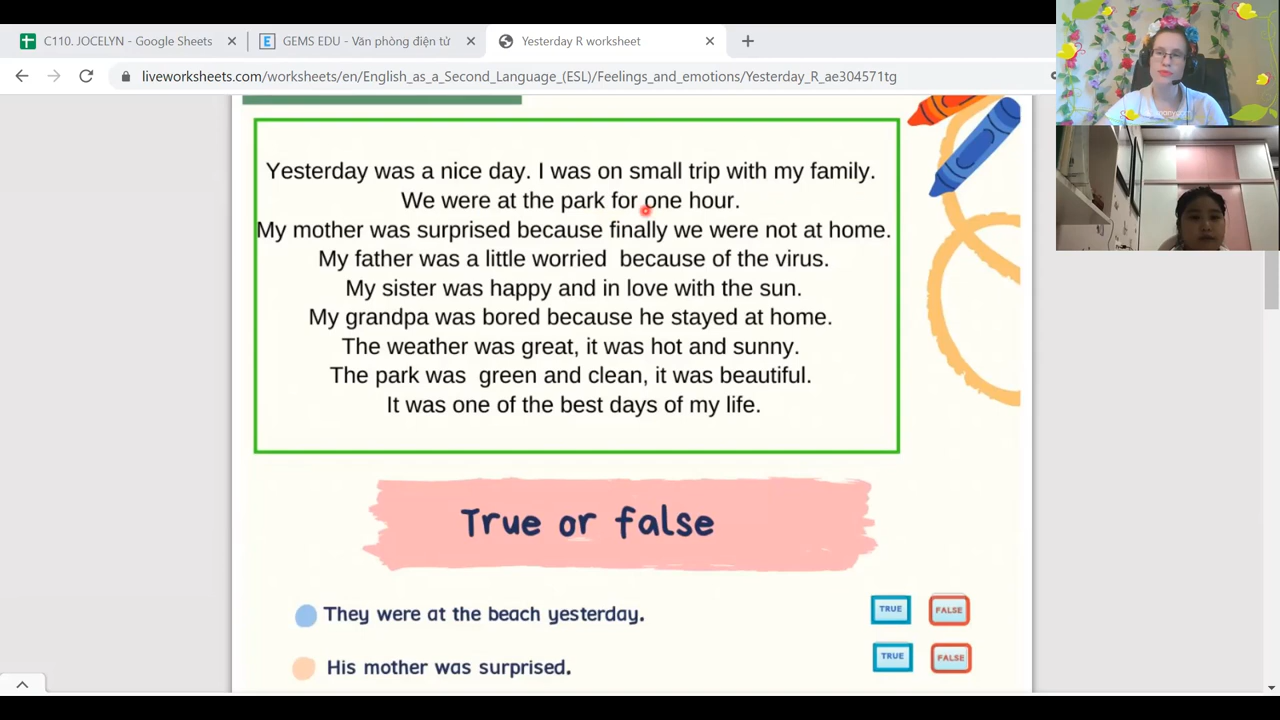 C110. JOCELYN - Google Sheets
GEMS EDU - Văn phòng điện tử
Yesterday R worksheet
liveworksheets.com/worksheets/en/English_as_a_Second_Language_(ESL)/Feelings_and_emotions/Yesterday_R_ae304571tg
Yesterday was a nice day. I was on small trip with my family.
We were at the park for one hour.
My mother was surprised because finally we were not at home.
My father was a little worried because of the virus.
My sister was happy and in love with the sun.
My grandpa was bored because he stayed at home.
The weather was great, it was hot and sunny.
The park was green and clean, it was beautiful.
It was one of the best days of my life.
True or false
They were at the beach yesterday.
TRUE FALSE
His mother was surprised.
TRUE FALSE